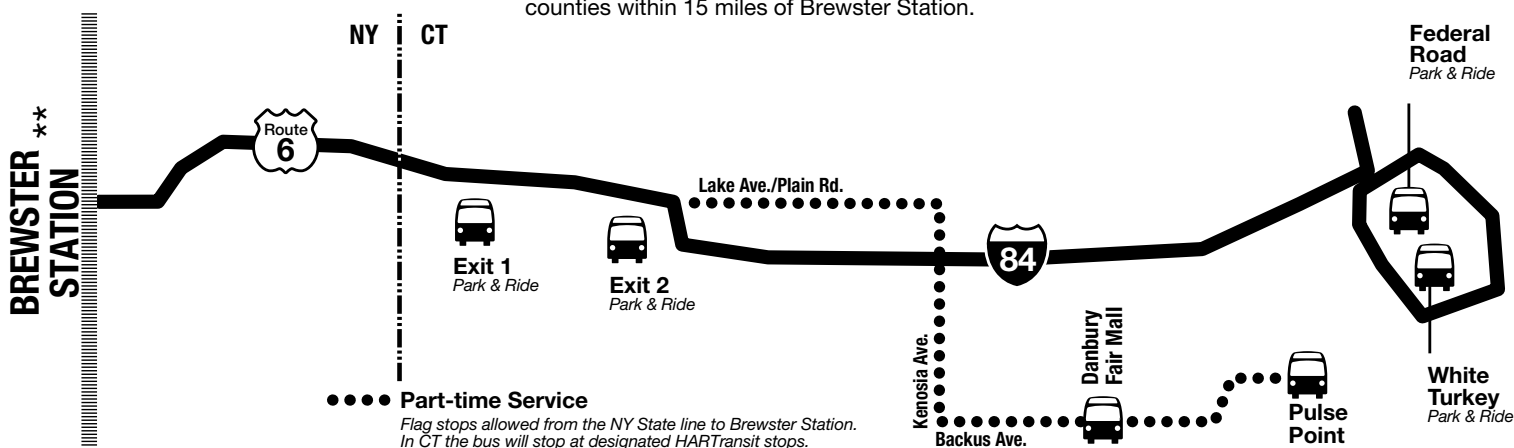 counties within 15 miles of Brewster Station.
NY
CT
Federal
Road
Park & Ride
BREWSTER **
STATION
Route
6
Lake Ave./Plain Rd.
84
Exit 1
Park & Ride
Exit 2
Park & Ride
Danbury
Fair Mall
Kenosia Ave.
White
Turkey
Park & Ride
Part-time Service
Flag stops allowed from the NY State line to Brewster Station.
In CT the bus will stop at designated HARTransit stops.
Backus Ave.
Pulse
Point